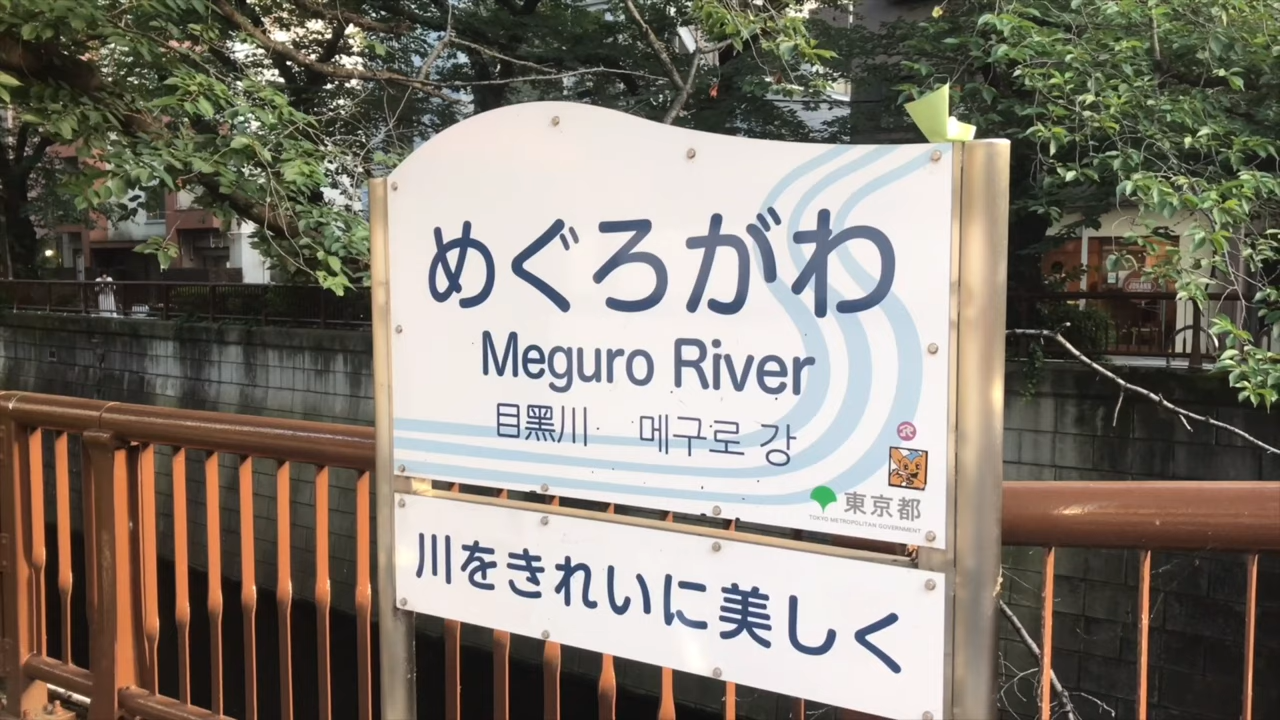 めぐろがわ
Meguro River
目黒川 메구로 강
東京都
TOKYO METROPOLITAN GOVERNMENT
川をきれいに美しく